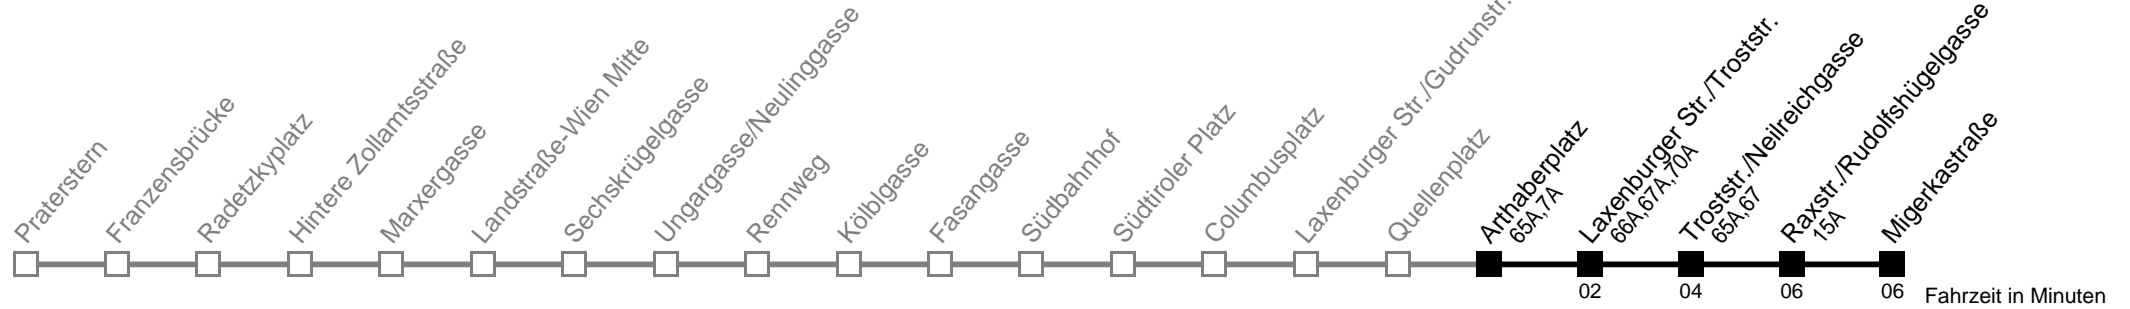 Praterstern
Franzensbrücke
Radetzkyplatz
Hintere Zollamtsstraße
Marxergasse
Landstraße-Wien Mitte
Sechskrügelgasse
Ungargasse/Neulinggasse
Rennweg
Kölblgasse
Fasangasse
Südbahnhof
Südtiroler Platz
Columbusplatz
Laxenburger Str./Gudrunstr.
Quellenplatz
Arthaberplatz
65A,7A
Laxenburger Str./Troststr.
66A,67A,70A
Troststr./Neilreichgasse
65A,67
Raxstr./Rudolfshügelgasse
15A
Migerkastraße
02 04 06 06 Fahrzeit in Minuten